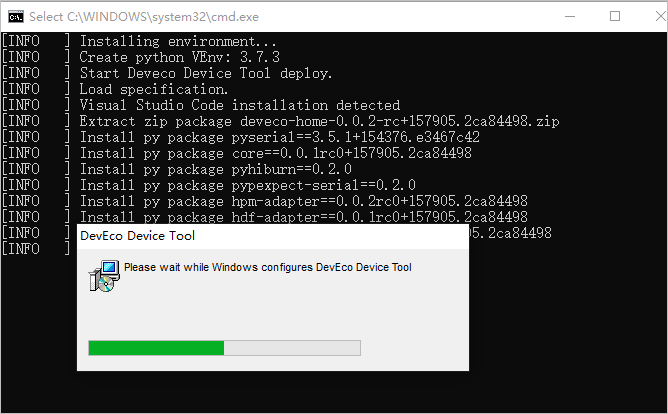 Select C:\WINDOWS\system32\cmd.exe
[INFO   ] Installing environment...
[INFO   ] Create python VEnv: 3.7.3
[INFO   ] Start Deveco Device Tool deploy.
[INFO   ] Load specification.
[INFO   ] Visual Studio Code installation detected
[INFO   ] Extract zip package deveco-home-0.0.2-rc+157905.2ca84498.zip
[INFO   ] Install py package pyserial==3.5.1+154376.e3467c42
[INFO   ] Install py package core==0.0.1rc0+157905.2ca84498
[INFO   ] Install py package pyhiburn==0.2.0
[INFO   ] Install py package pypexpect-serial==0.2.0
[INFO   ] Install py package hpm-adapter==0.0.2rc0+157905.2ca84498
[INFO   ] Install py package hdf-adapter==0.0.1rc0+157905.2ca84498
[INFO   ] 905.2ca84498
[INFO   ]
DevEco Device Tool
Please wait while Windows configures DevEco Device Tool